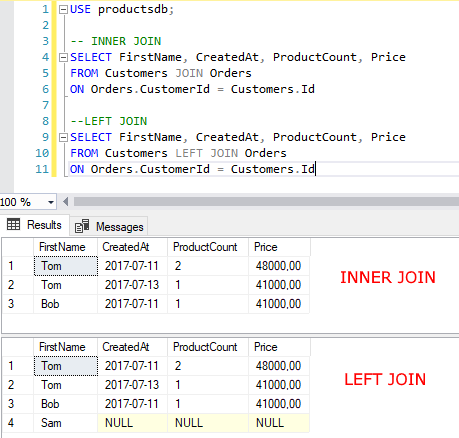 1 USE productsdb;
2
3 -- INNER JOIN
4 SELECT FirstName, CreatedAt, ProductCount, Price
5 FROM Customers JOIN Orders
6 ON Orders.CustomerId = Customers.Id
7
8 --LEFT JOIN
9 SELECT FirstName, CreatedAt, ProductCount, Price
10 FROM Customers LEFT JOIN Orders
11 ON Orders.CustomerId = Customers.Id
100 %
Results Messages
FirstName CreatedAt ProductCount Price
1 Tom 2017-07-11 2 48000,00
2 Tom 2017-07-13 1 41000,00
3 Bob 2017-07-11 1 41000,00
INNER JOIN
FirstName CreatedAt ProductCount Price
1 Tom 2017-07-11 2 48000,00
2 Tom 2017-07-13 1 41000,00
3 Bob 2017-07-11 1 41000,00
4 Sam NULL NULL NULL
LEFT JOIN